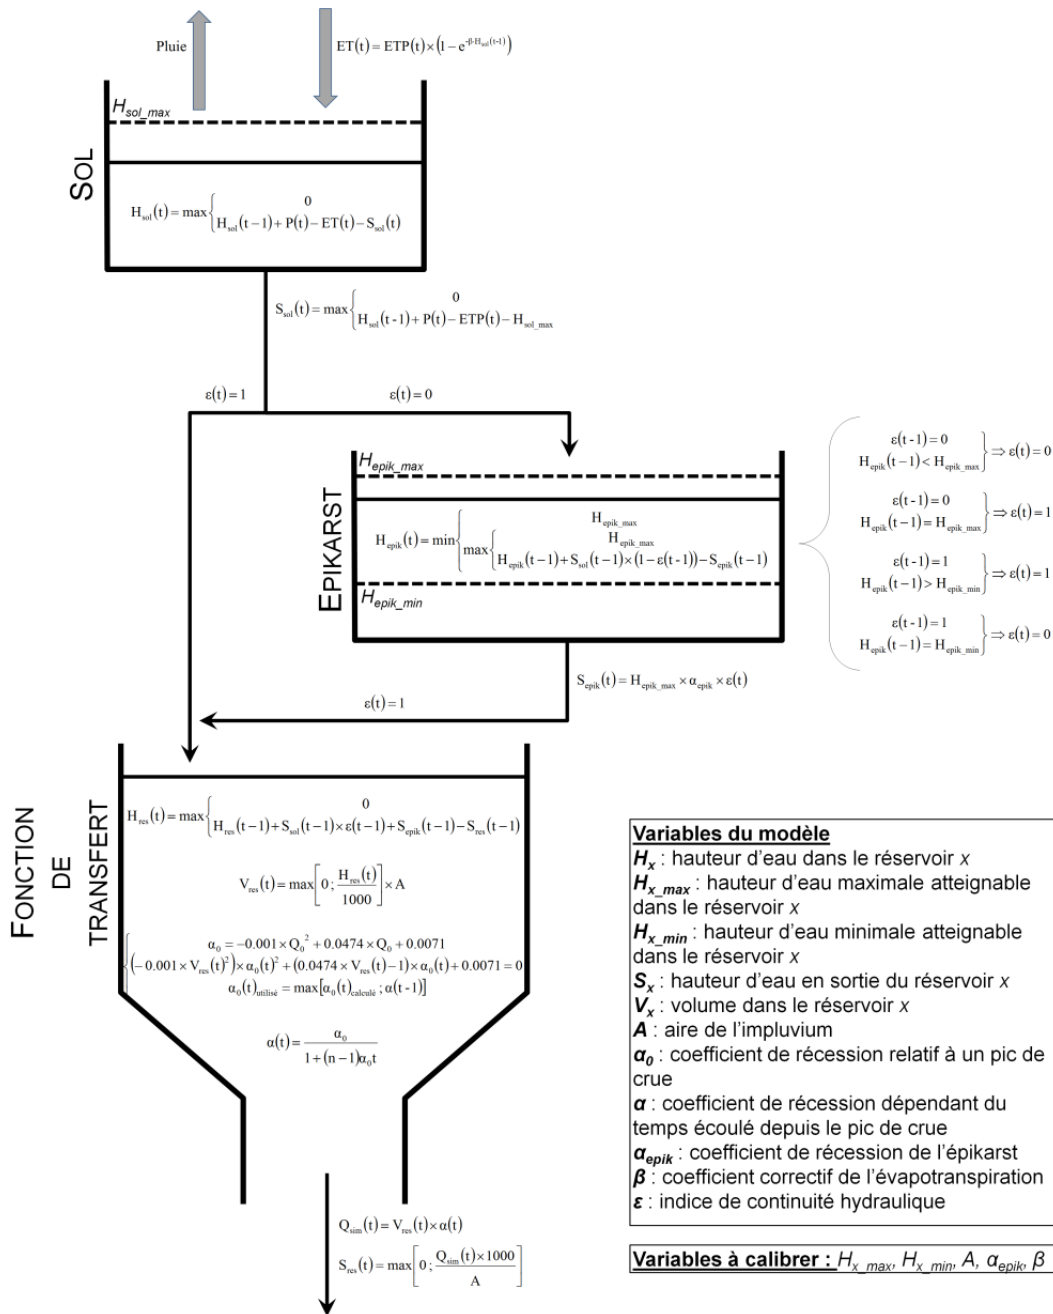 Pluie
ET(t) = ETP(t)×(1−e^(-β·H_sol(t-1)))
H_sol_max
SOL
H_sol(t) = max{ 0
H_sol(t−1)+P(t)−ET(t)−S_sol(t)
S_sol(t) = max{ 0
H_sol(t-1)+P(t)−ETP(t)−H_sol_max
ε(t)=1
ε(t)=0
H_epik_max
EPIKARST
H_epik(t) = min{ H_epik_max
max{ H_epik_max
H_epik(t−1)+S_sol(t−1)×(1−ε(t-1))−S_epik(t−1)
H_epik_min
ε(t-1)=0
H_epik(t−1)<H_epik_max } ⇒ ε(t)=0
ε(t-1)=0
H_epik(t−1)=H_epik_max } ⇒ ε(t)=1
ε(t-1)=1
H_epik(t−1)>H_epik_min } ⇒ ε(t)=1
ε(t-1)=1
H_epik(t−1)=H_epik_min } ⇒ ε(t)=0
S_epik(t)=H_epik_max×α_epik×ε(t)
ε(t)=1
FONCTION
DE
TRANSFERT
H_res(t) = max{ 0
H_res(t−1)+S_sol(t−1)×ε(t−1)+S_epik(t−1)−S_res(t−1)
V_res(t) = max[0 ; H_res(t)/1000]×A
α_0 = −0.001×Q_0²+0.0474×Q_0+0.0071
(−0.001×V_res(t)²)×α_0(t)²+(0.0474×V_res(t)−1)×α_0(t)+0.0071=0
α_0(t)_utilisé = max[α_0(t)_calculé ; α(t-1)]
α(t) = α_0/(1+(n−1)α_0t)
Q_sim(t)=V_res(t)×α(t)
S_res(t)=max[0 ; Q_sim(t)×1000/A]
Variables du modèle
H_x : hauteur d'eau dans le réservoir x
H_x_max : hauteur d'eau maximale atteignable
dans le réservoir x
H_x_min : hauteur d'eau minimale atteignable
dans le réservoir x
S_x : hauteur d'eau en sortie du réservoir x
V_x : volume dans le réservoir x
A : aire de l'impluvium
α_0 : coefficient de récession relatif à un pic de
crue
α : coefficient de récession dépendant du
temps écoulé depuis le pic de crue
α_epik : coefficient de récession de l'épikarst
β : coefficient correctif de l'évapotranspiration
ε : indice de continuité hydraulique
Variables à calibrer : H_x_max, H_x_min, A, α_epik, β